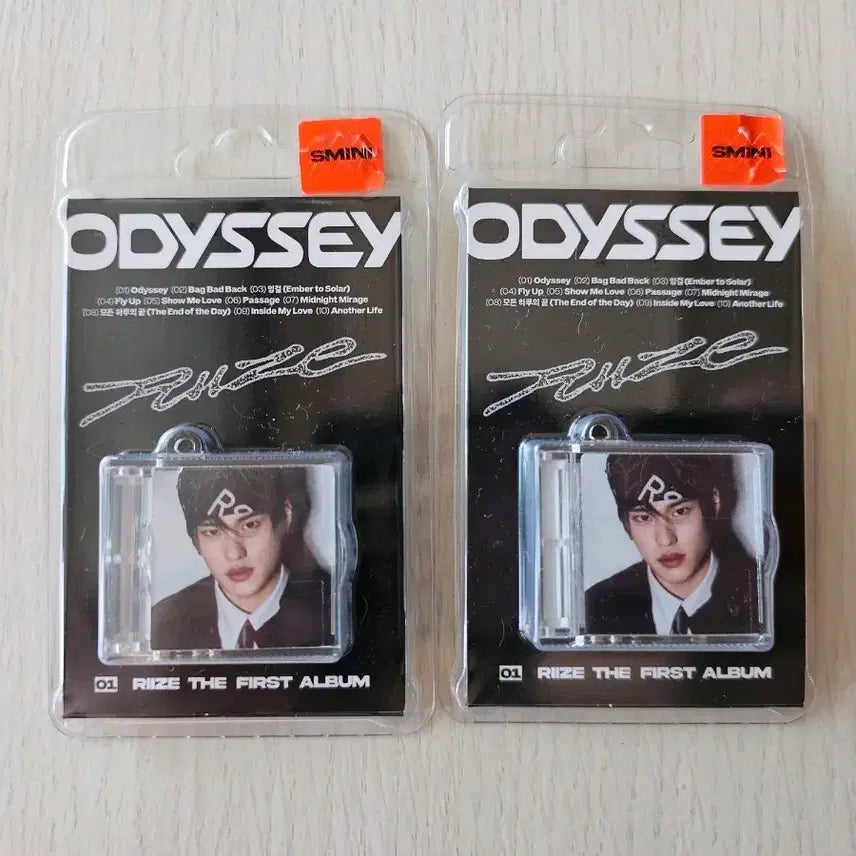 SMINI
ODYSSEY
(01) Odyssey (02) Bag Bad Back (03) 잉걸 (Ember to Solar)
(04) Fly Up (05) Show Me Love (06) Passage (07) Midnight Mirage
(08) 모든 하루의 끝 (The End of the Day) (09) Inside My Love (10) Another Life
RIIZE
R
01 RIIZE THE FIRST ALBUM
SMINI
ODYSSEY
(01) Odyssey (02) Bag Bad Back (03) 잉걸 (Ember to Solar)
(04) Fly Up (05) Show Me Love (06) Passage (07) Midnight Mirage
(08) 모든 하루의 끝 (The End of the Day) (09) Inside My Love (10) Another Life
RIIZE
R
01 RIIZE THE FIRST ALBUM